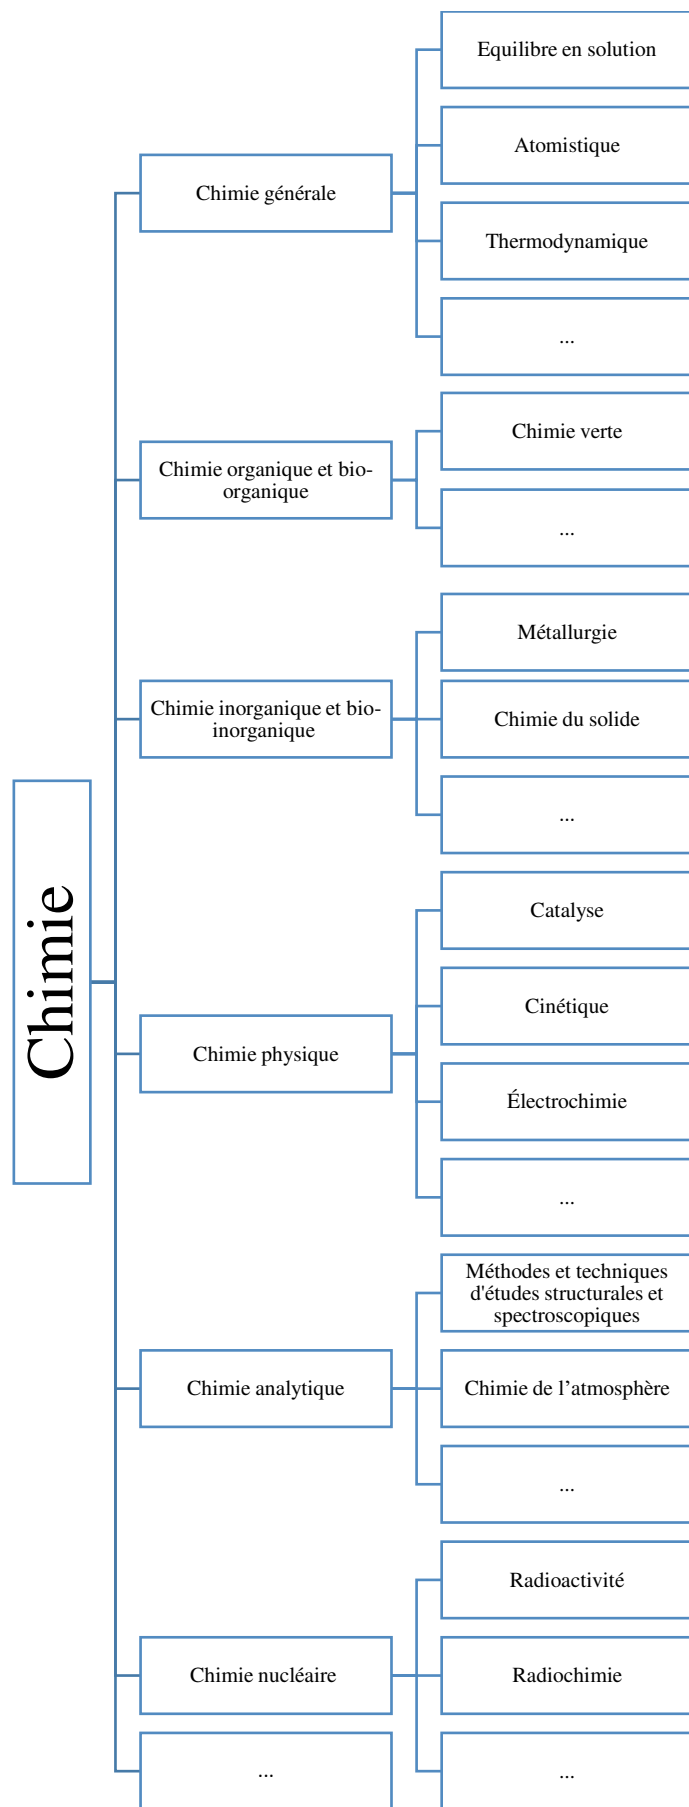 Chimie
Chimie générale
Equilibre en solution
Atomistique
Thermodynamique
...
Chimie organique et bio-
organique
Chimie verte
...
Chimie inorganique et bio-
inorganique
Métallurgie
Chimie du solide
...
Chimie physique
Catalyse
Cinétique
Électrochimie
...
Chimie analytique
Méthodes et techniques
d'études structurales et
spectroscopiques
Chimie de l’atmosphère
...
Chimie nucléaire
Radioactivité
Radiochimie
...
...